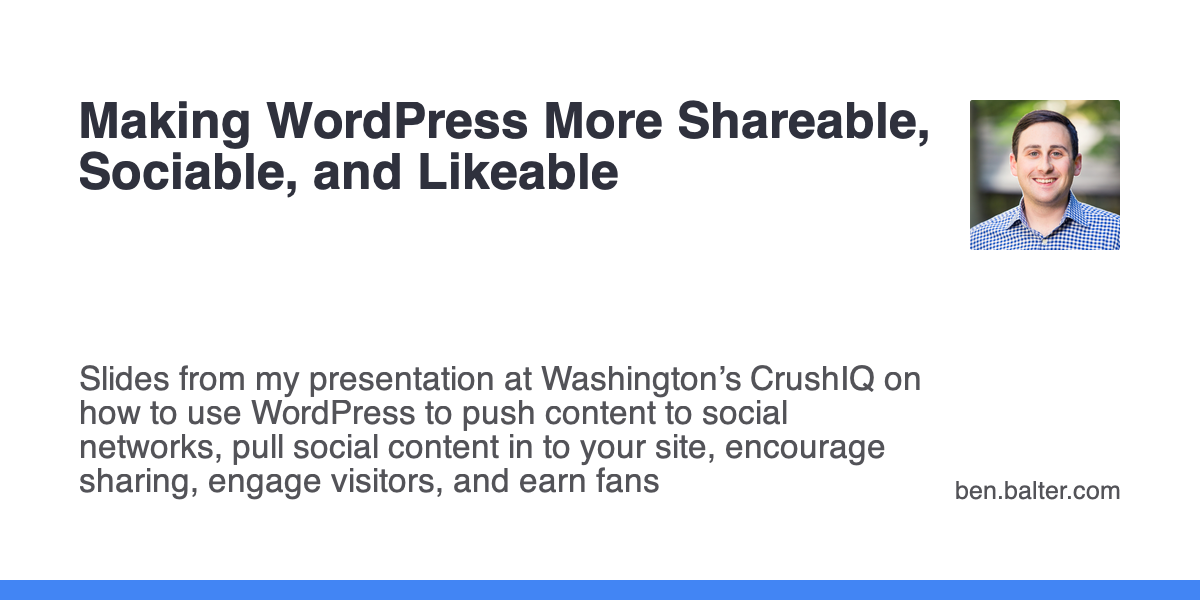 Making WordPress More Shareable,
Sociable, and Likeable
Slides from my presentation at Washington’s CrushIQ on
how to use WordPress to push content to social
networks, pull social content in to your site, encourage
sharing, engage visitors, and earn fans
ben.balter.com